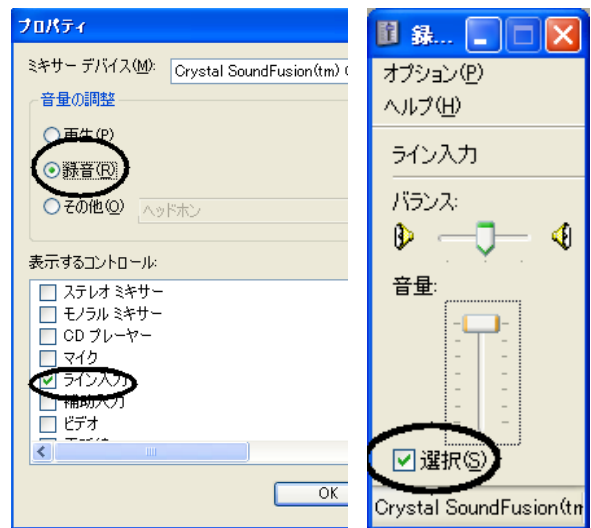 プロパティ
ミキサー デバイス(M):
Crystal SoundFusion(tm)
音量の調整
再生(P)
録音(R)
その他(O)
ヘッドホン
表示するコントロール:
ステレオ ミキサー
モノラル ミキサー
CD プレーヤー
マイク
ライン入力
補助入力
ビデオ
OK
録...
オプション(P)
ヘルプ(H)
ライン入力
バランス:
音量:
選択(S)
Crystal SoundFusion(tm